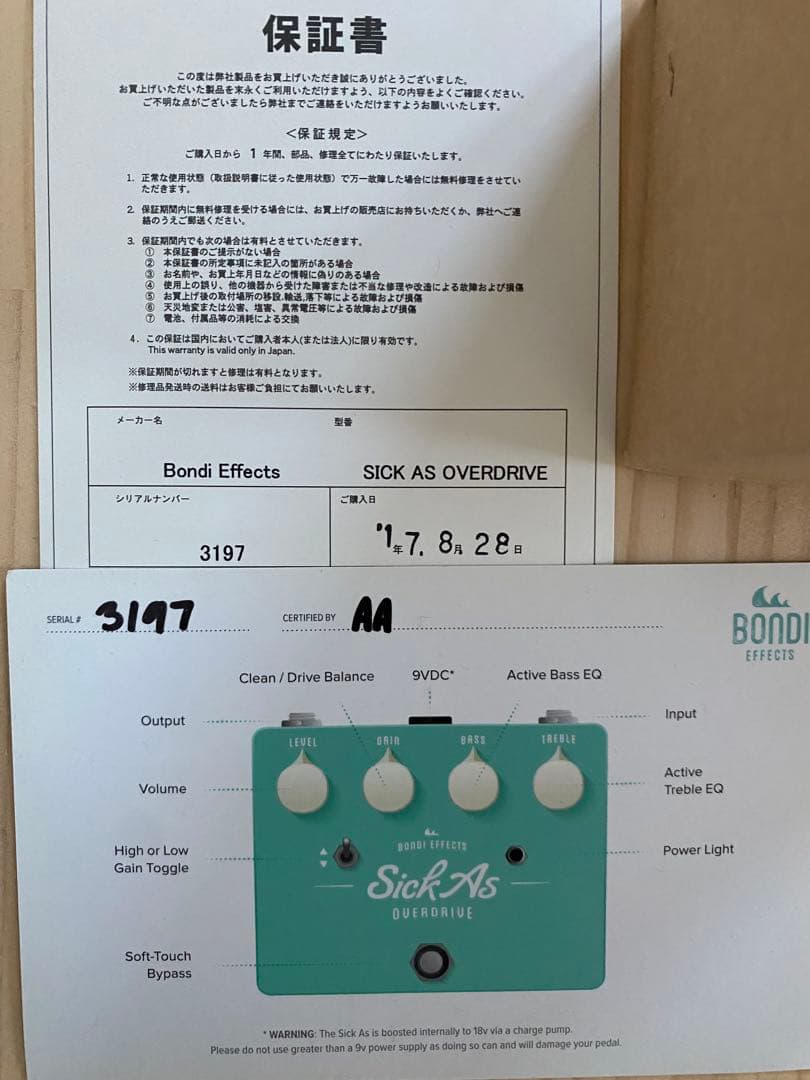 保証書
この度は弊社製品をお買上げいただき誠にありがとうございました。
お買上げいただいた製品を末永くご利用いただけますよう、以下の内容をよくご確認ください。
ご不明な点がございましたら弊社までご連絡をいただけますようお願いいたします。
<保証規定>
ご購入日から 1 年間、部品、修理全てにわたり保証いたします。
1. 正常な使用状態（取扱説明書に従った使用状態）で万一故障した場合には無料修理をさせてい
ただきます。
2. 保証期間内に無料修理を受ける場合には、お買上げの販売店にお持ちいただくか、弊社へご連
絡のうえご郵送ください。
3. 保証期間内でも次の場合は有料とさせていただきます。
① 本保証書のご提示がない場合
② 本保証書の所定事項に未記入の箇所がある場合
③ お名前や、お買上年月日などの情報に偽りのある場合
④ 使用上の誤り、他の機器から受けた障害または不当な修理や改造による故障および損傷
⑤ お買上げ後の取付場所の移設、輸送、落下等による故障および損傷
⑥ 天災地変または公害、塩害、異常電圧等による故障および損傷
⑦ 電池、付属品等の消耗による交換
4. この保証は国内においてご購入者本人(または法人)に限り有効です。
This warranty is valid only in Japan.
※保証期間が切れますと修理は有料となります。
※修理品発送時の送料はお客様ご負担にてお願いいたします。
メーカー名 型番
Bondi Effects SICK AS OVERDRIVE
シリアルナンバー ご購入日
3197 '17年 8月 28日
SERIAL # 3197 CERTIFIED BY AA
BONDI
EFFECTS
Clean / Drive Balance 9VDC* Active Bass EQ
Output Input
LEVEL GAIN BASS TREBLE
Volume Active
Treble EQ
High or Low
Gain Toggle
BONDI EFFECTS
Power Light
Sick As
OVERDRIVE
Soft-Touch
Bypass
* WARNING: The Sick As is boosted internally to 18v via a charge pump.
Please do not use greater than a 9v power supply as doing so can and will damage your pedal.